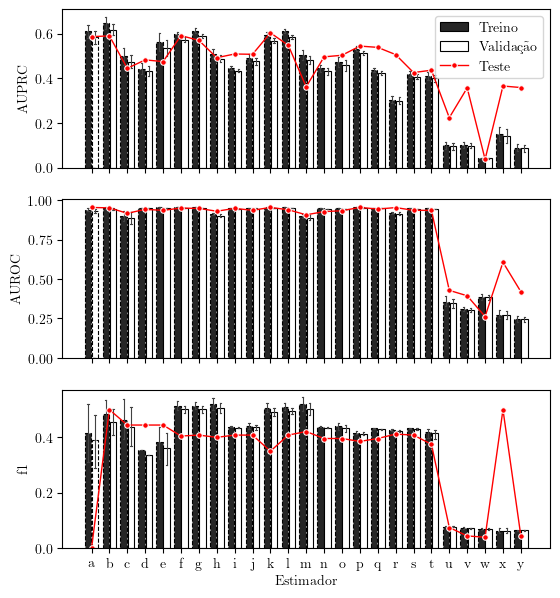 0.6
0.4
0.2
0.0
AUPRC
Treino
Validação
Teste
1.00
0.75
0.50
0.25
0.00
AUROC
0.4
0.2
0.0
f1
a b c d e f g h i j k l m n o p q r s t u v w x y
Estimador